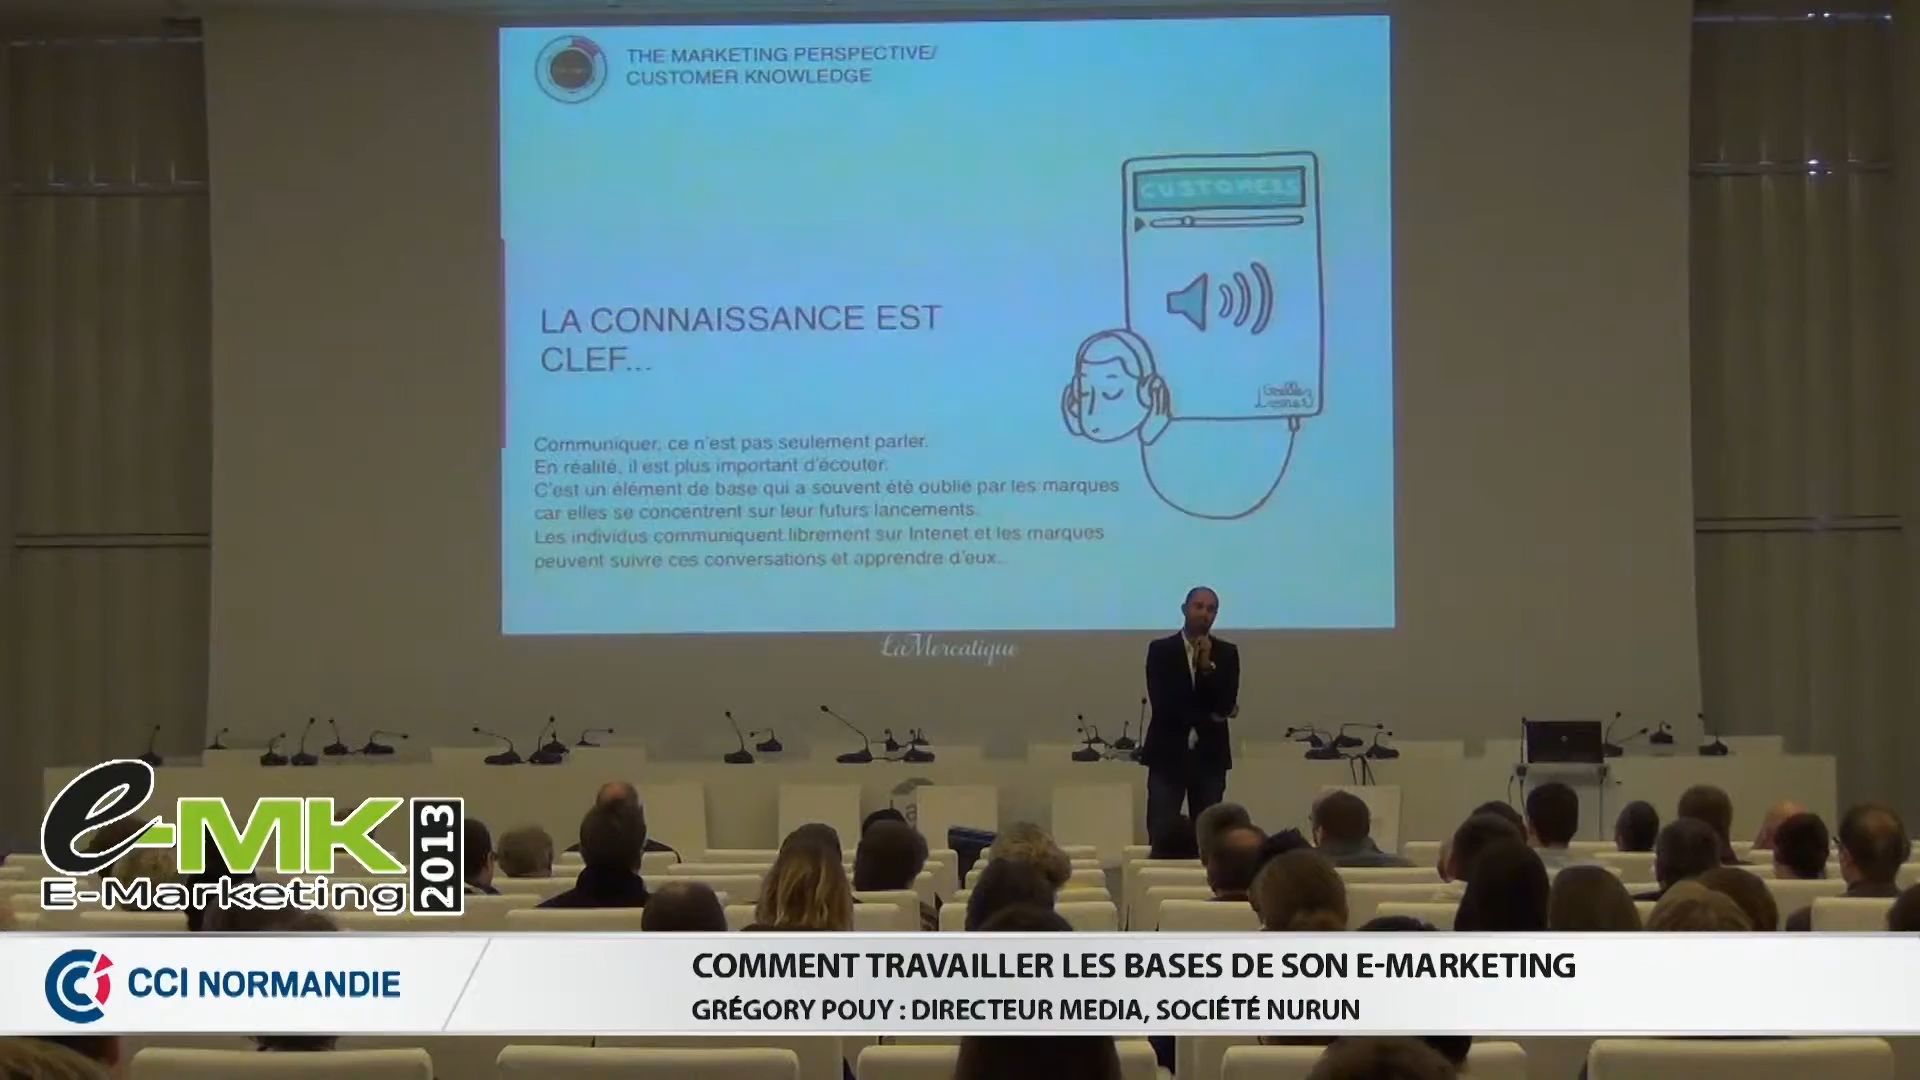 THE MARKETING PERSPECTIVE/
CUSTOMER KNOWLEDGE
CUSTOMERS
LA CONNAISSANCE EST
CLEF...
Communiquer, ce n'est pas seulement parler.
En réalité, il est plus important d'écouter.
C'est un élément de base qui a souvent été oublié par les marques
car elles se concentrent sur leur futurs lancements.
Les individus communiquent librement sur Intenet et les marques
peuvent suivre ces conversations et apprendre d'eux...
LaMercatique
e-MK
E-Marketing
2013
CCI NORMANDIE
COMMENT TRAVAILLER LES BASES DE SON E-MARKETING
GRÉGORY POUY : DIRECTEUR MEDIA, SOCIÉTÉ NURUN